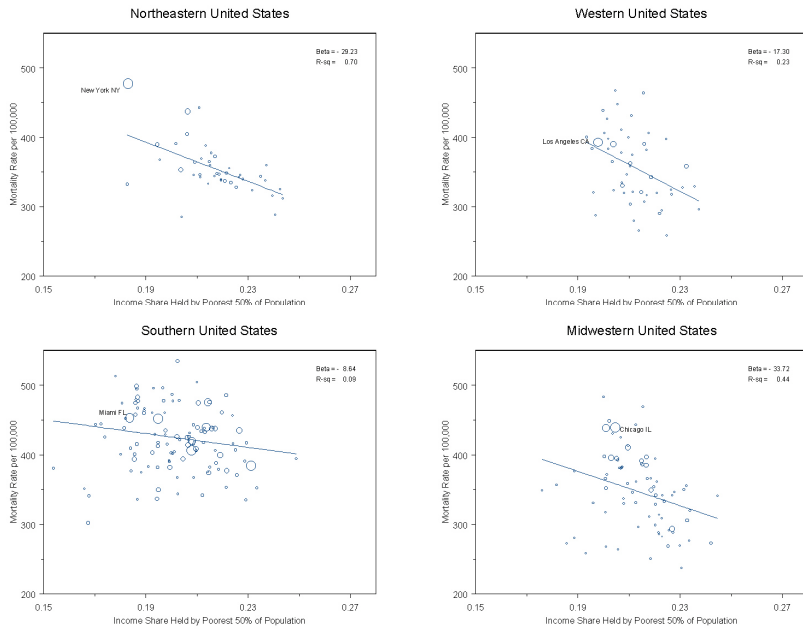 Northeastern United States
Beta = - 29.23
R-sq = 0.70
New York NY
Mortality Rate per 100,000
500
400
300
200
0.15 0.19 0.23 0.27
Income Share Held by Poorest 50% of Population
Western United States
Beta = - 17.30
R-sq = 0.23
Los Angeles CA
Mortality Rate per 100,000
500
400
300
200
0.15 0.19 0.23 0.27
Income Share Held by Poorest 50% of Population
Southern United States
Beta = - 8.64
R-sq = 0.09
Miami FL
Mortality Rate per 100,000
500
400
300
200
0.15 0.19 0.23 0.27
Income Share Held by Poorest 50% of Population
Midwestern United States
Beta = - 33.72
R-sq = 0.44
Chicago IL
Mortality Rate per 100,000
500
400
300
200
0.15 0.19 0.23 0.27
Income Share Held by Poorest 50% of Population